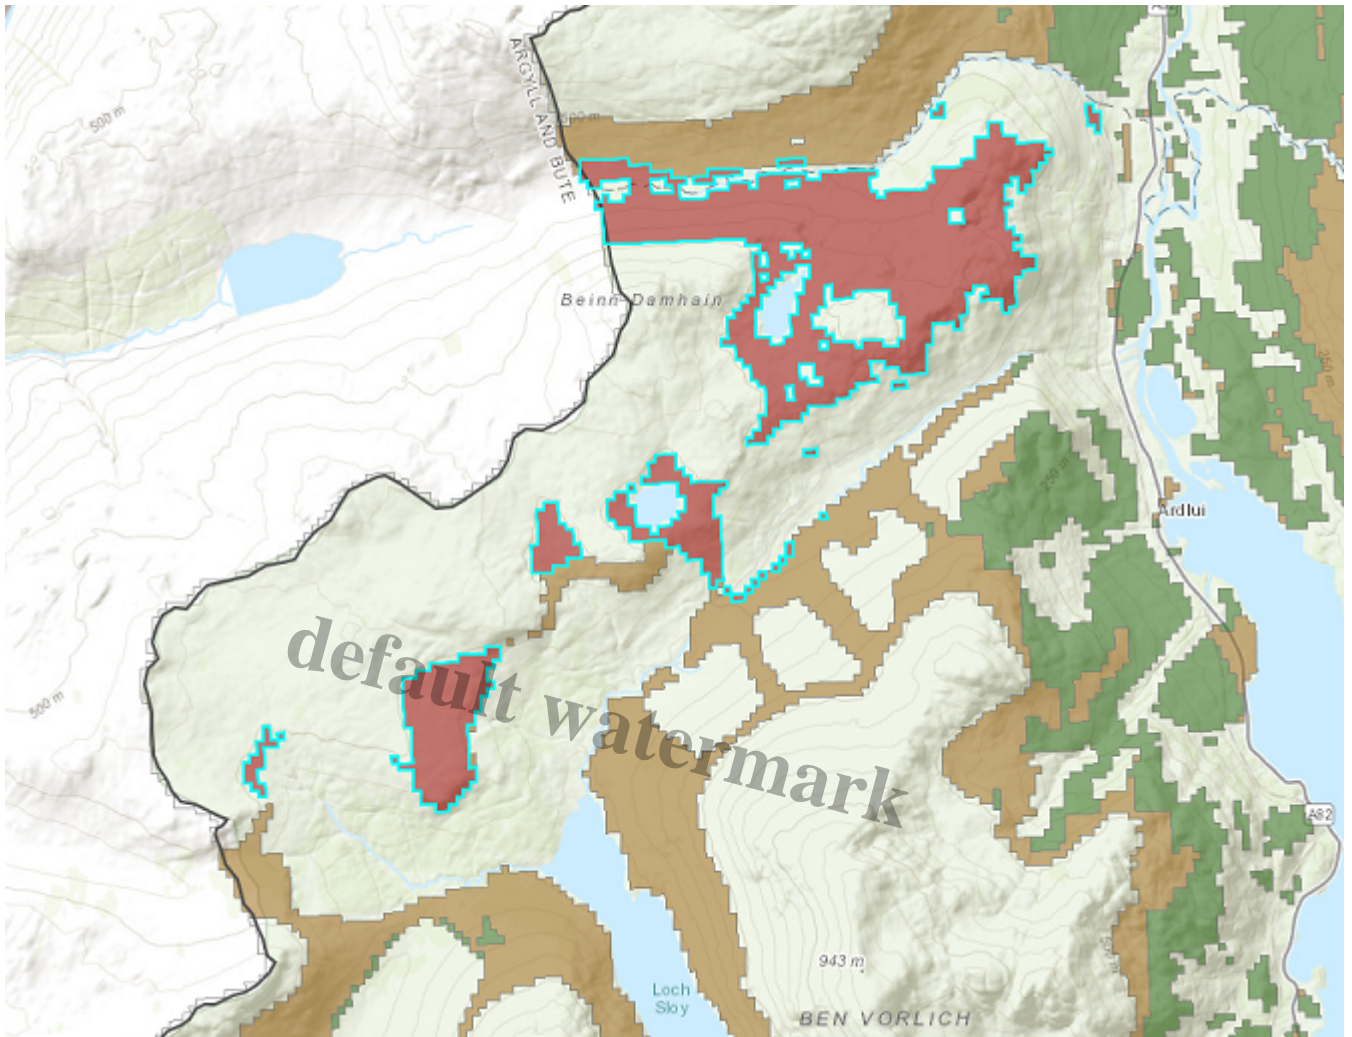 ARGYLL AND BUTE
500 m
500 m
Beinn Damhain
250 m
250 m
Ardlui
default watermark
500 m
A82
500 m
943 m
Loch
Sloy
BEN VORLICH